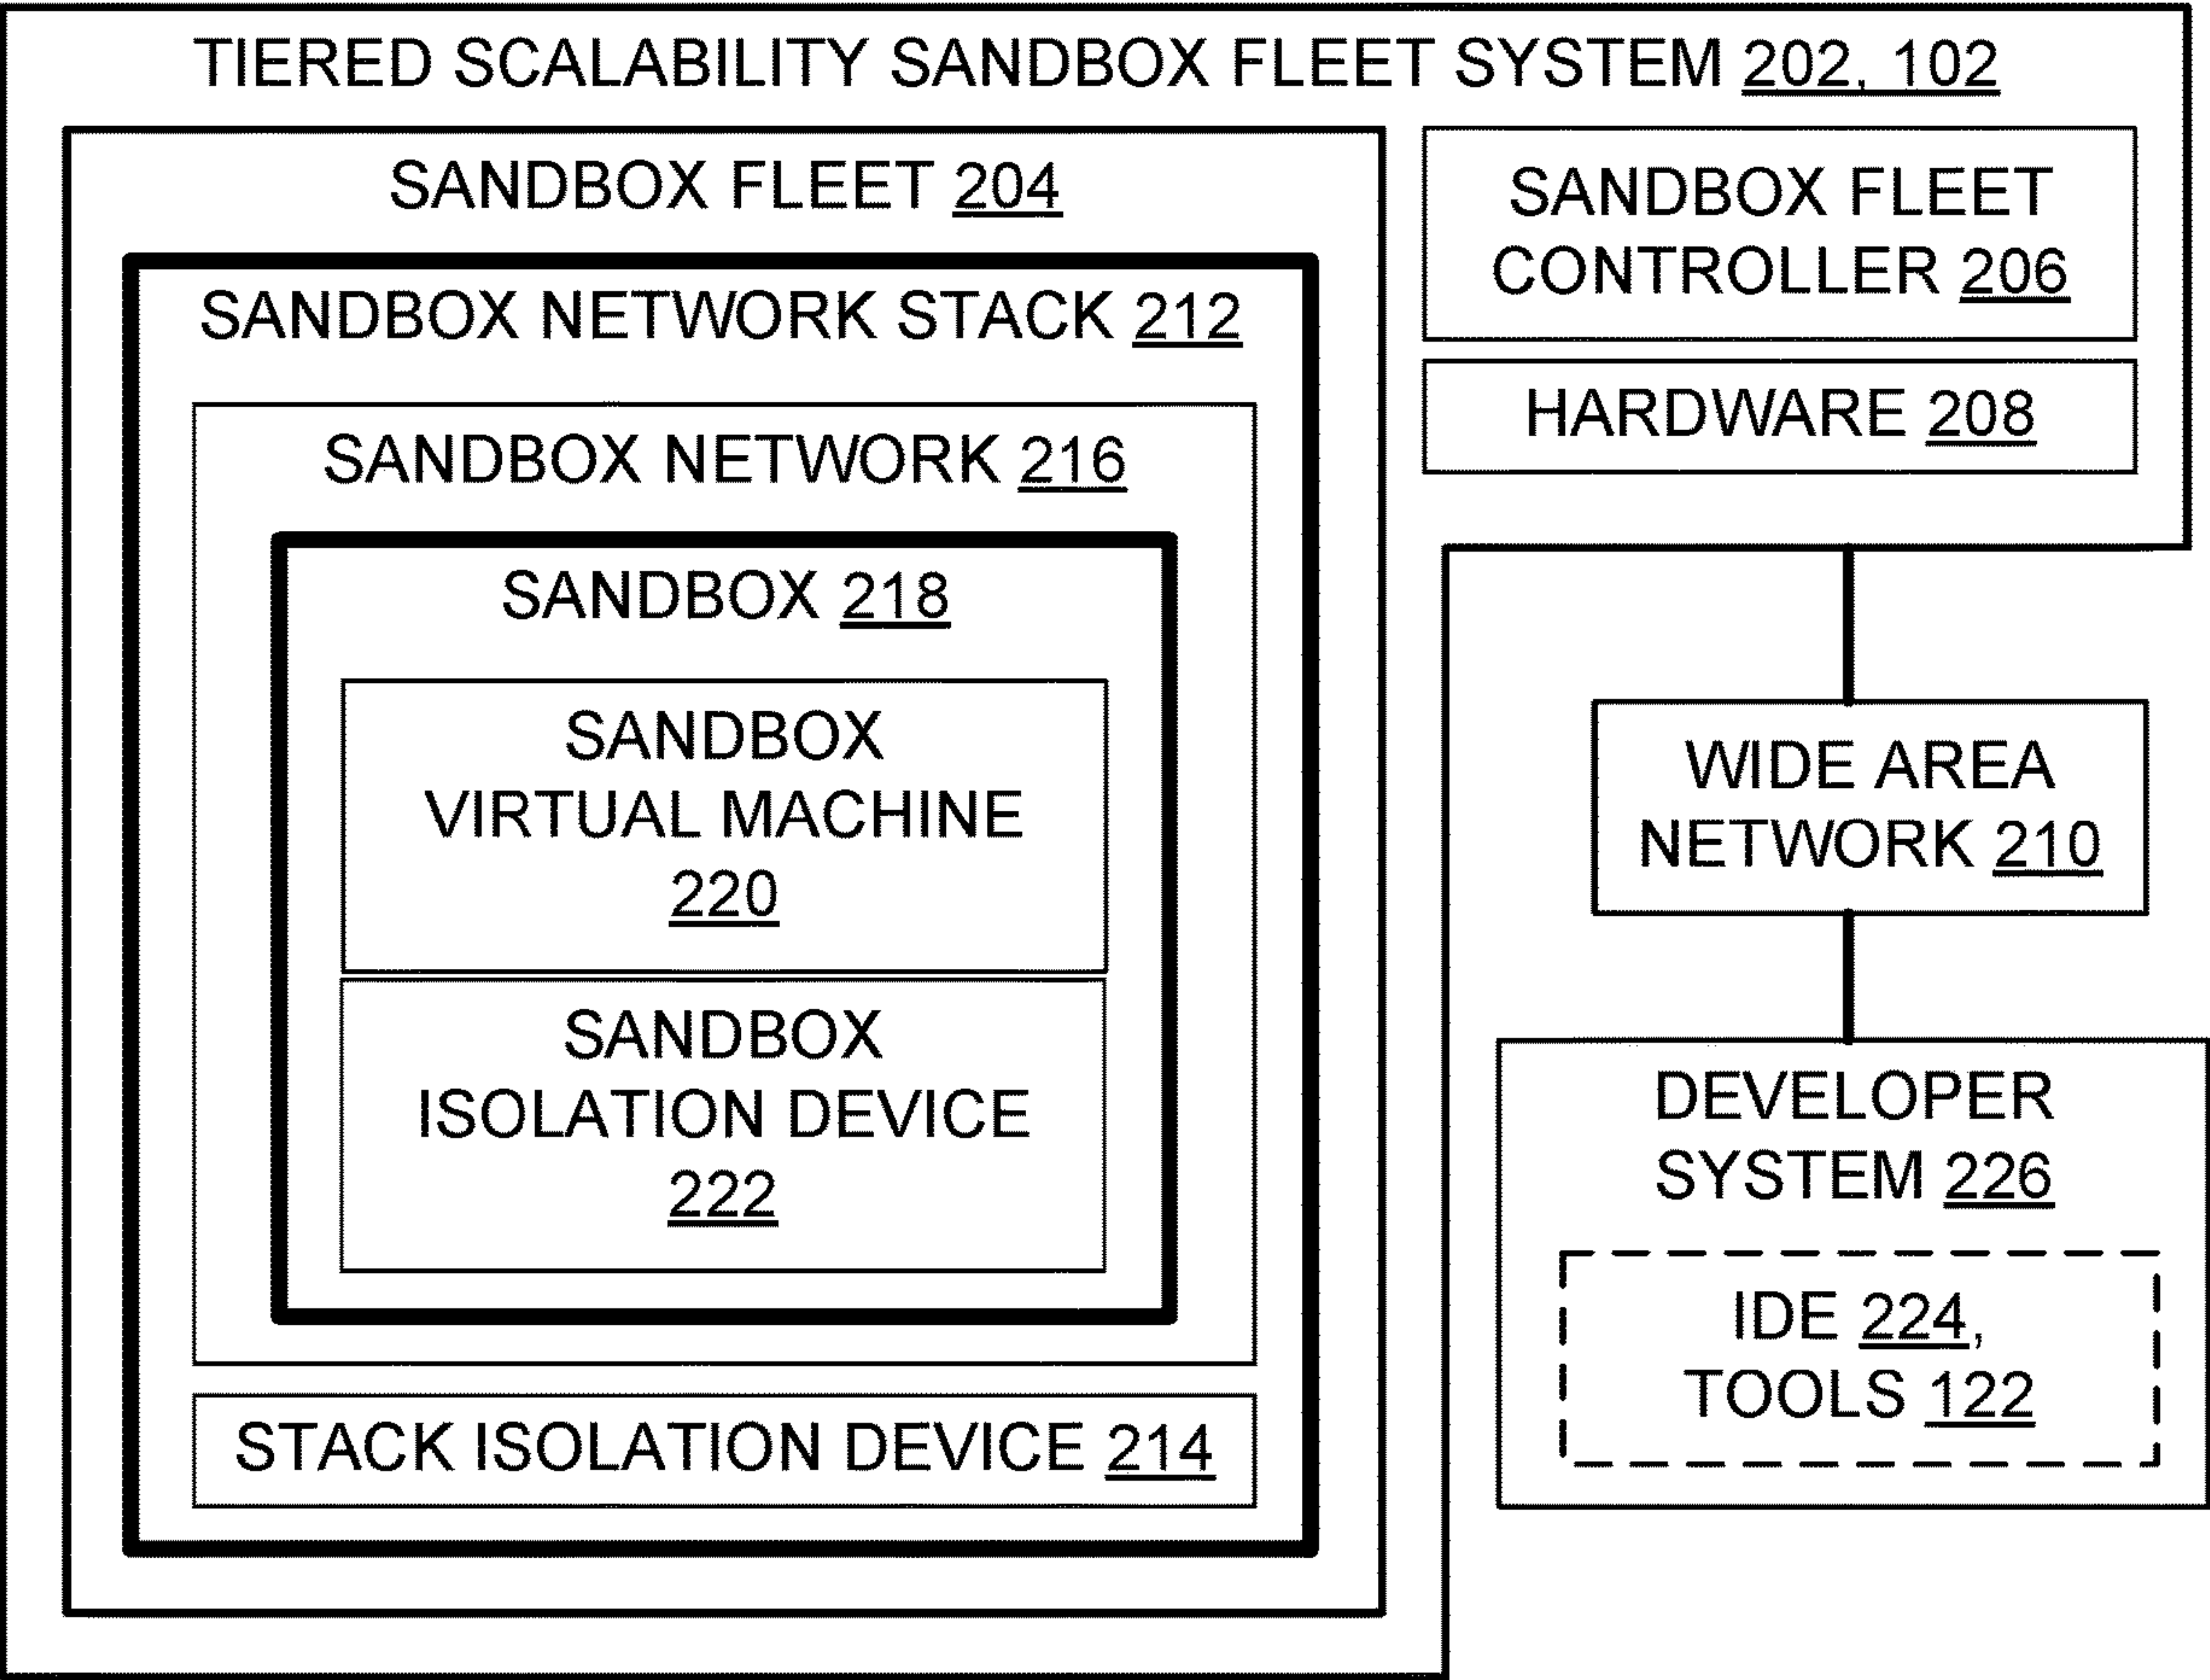 TIERED SCALABILITY SANDBOX FLEET SYSTEM 202, 102
SANDBOX FLEET 204
SANDBOX NETWORK STACK 212
SANDBOX NETWORK 216
SANDBOX 218
SANDBOX
VIRTUAL MACHINE
220
SANDBOX
ISOLATION DEVICE
222
STACK ISOLATION DEVICE 214
SANDBOX FLEET
CONTROLLER 206
HARDWARE 208
WIDE AREA
NETWORK 210
DEVELOPER
SYSTEM 226
IDE 224,
TOOLS 122